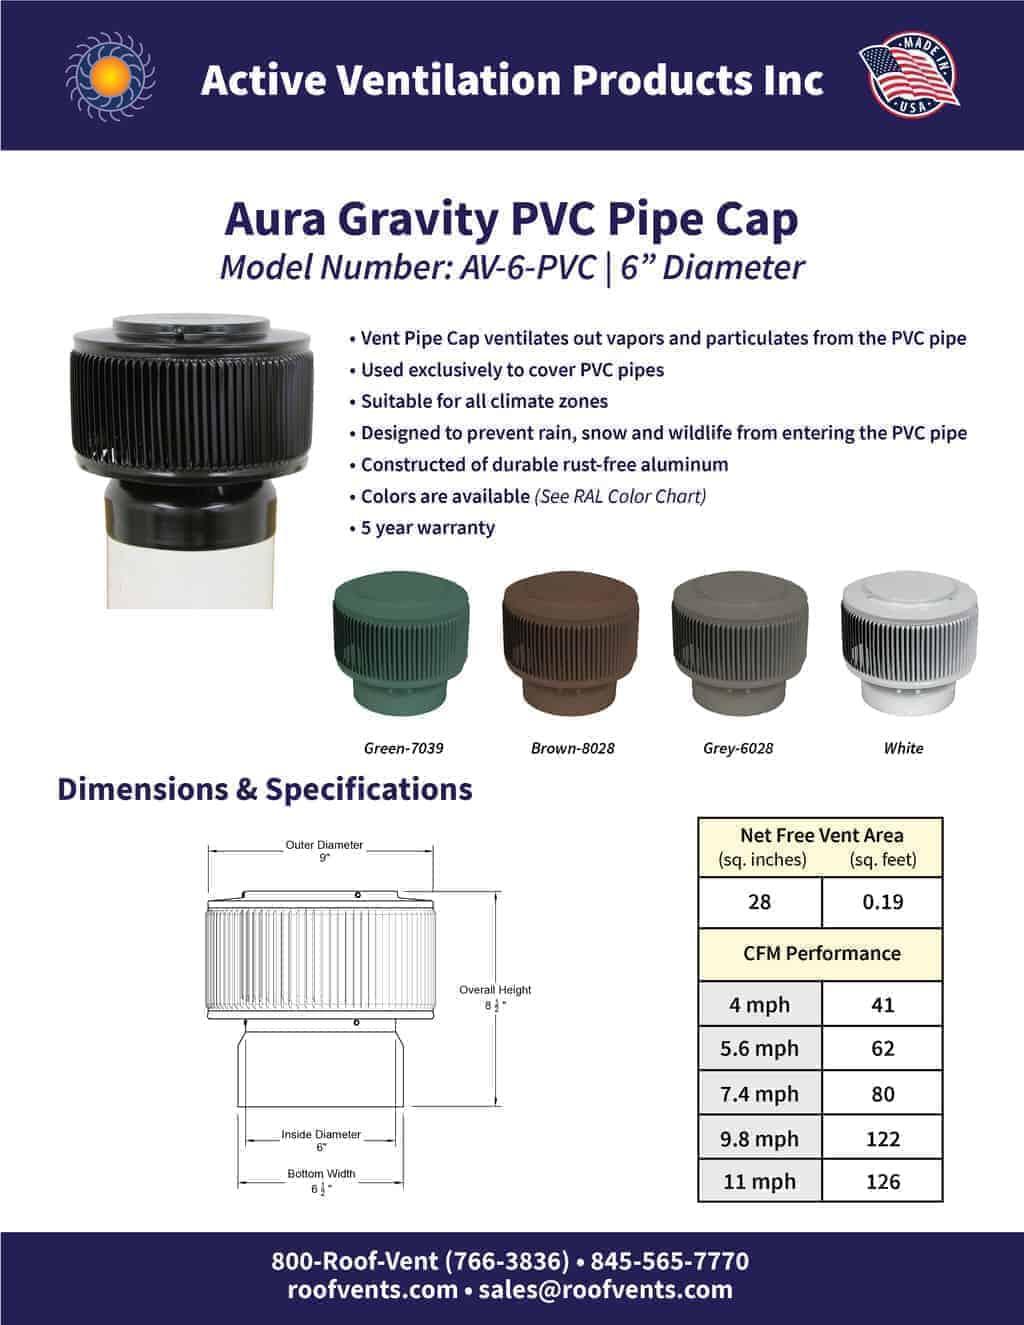 Active Ventilation Products Inc
MADE IN
USA
Aura Gravity PVC Pipe Cap
Model Number: AV-6-PVC | 6” Diameter
• Vent Pipe Cap ventilates out vapors and particulates from the PVC pipe
• Used exclusively to cover PVC pipes
• Suitable for all climate zones
• Designed to prevent rain, snow and wildlife from entering the PVC pipe
• Constructed of durable rust-free aluminum
• Colors are available (See RAL Color Chart)
• 5 year warranty
Green-7039 Brown-8028 Grey-6028 White
Dimensions & Specifications
Outer Diameter
9"
Overall Height
8 1/2 "
Inside Diameter
6"
Bottom Width
6 1/2 "
Net Free Vent Area
(sq. inches) (sq. feet)
28 0.19
CFM Performance
4 mph 41
5.6 mph 62
7.4 mph 80
9.8 mph 122
11 mph 126
800-Roof-Vent (766-3836) • 845-565-7770
roofvents.com • sales@roofvents.com